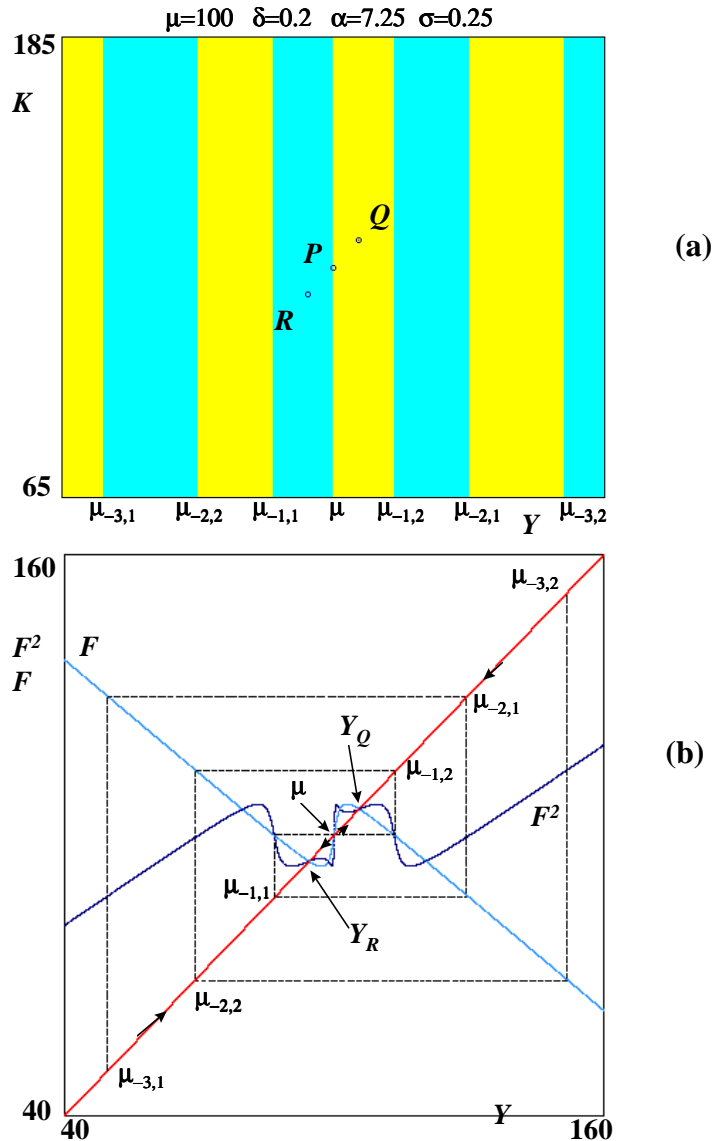 μ=100 δ=0.2 α=7.25 σ=0.25
185
K
Q
P
R
(a)
65
μ₋₃,₁ μ₋₂,₂ μ₋₁,₁ μ μ₋₁,₂ μ₋₂,₁ Y μ₋₃,₂
160
μ₋₃,₂
F² F
F
μ₋₂,₁
Y_Q
μ₋₁,₂
(b)
μ
F²
μ₋₁,₁
Y_R
μ₋₂,₂
μ₋₃,₁
40 Y
40 160